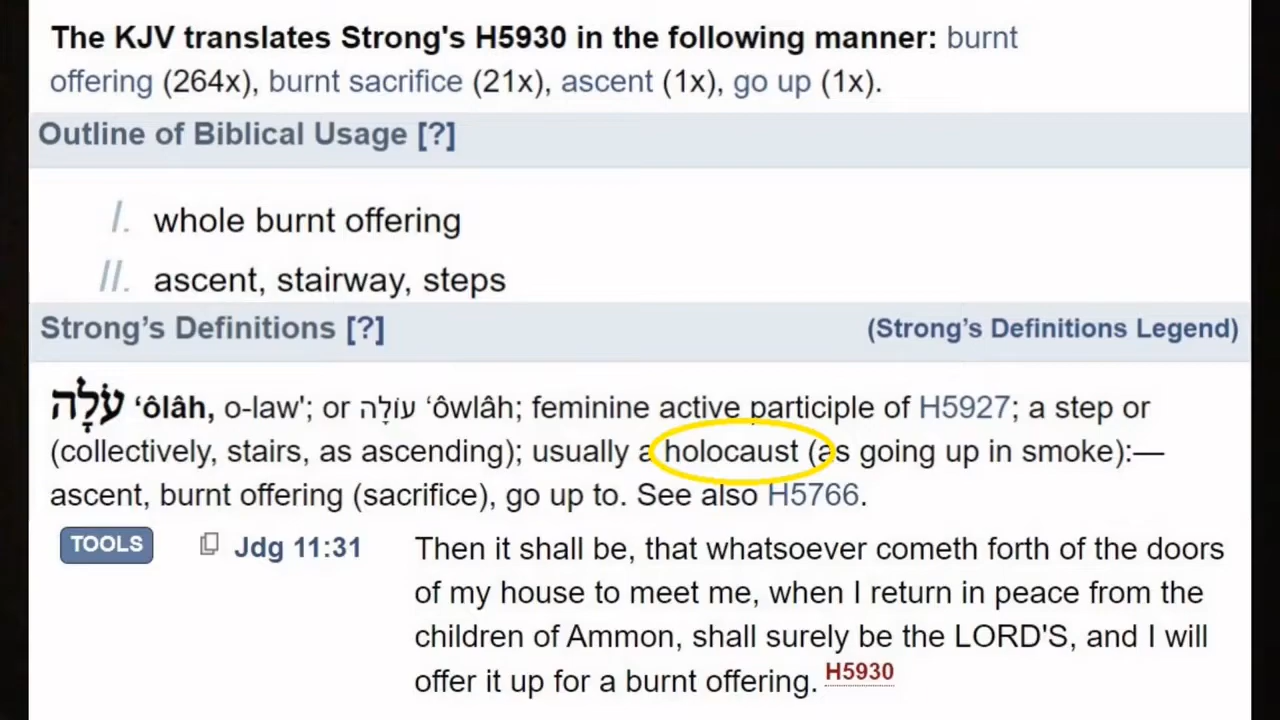 The KJV translates Strong's H5930 in the following manner: burnt
offering (264x), burnt sacrifice (21x), ascent (1x), go up (1x).
Outline of Biblical Usage [?]
I. whole burnt offering
II. ascent, stairway, steps
Strong’s Definitions [?] (Strong’s Definitions Legend)
עֹלָה ʻôlâh, o-law'; or עוֹלָה ʻôwlâh; feminine active participle of H5927; a step or
(collectively, stairs, as ascending); usually a holocaust (as going up in smoke):—
ascent, burnt offering (sacrifice), go up to. See also H5766.
TOOLS Jdg 11:31 Then it shall be, that whatsoever cometh forth of the doors
of my house to meet me, when I return in peace from the
children of Ammon, shall surely be the LORD'S, and I will
offer it up for a burnt offering. H5930